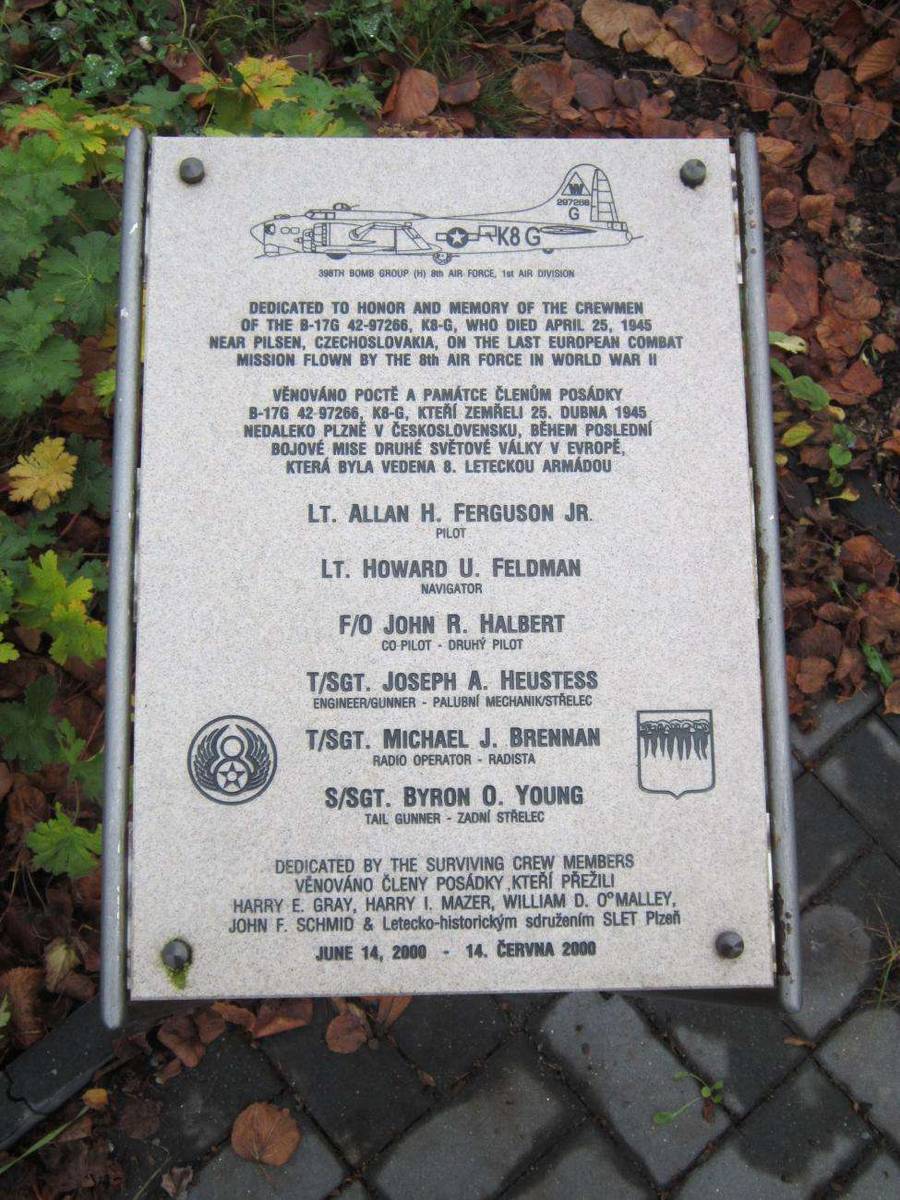 W
297266
G
K8 G
398TH BOMB GROUP (H) 8th AIR FORCE, 1st AIR DIVISION
DEDICATED TO HONOR AND MEMORY OF THE CREWMEN
OF THE B-17G 42-97266, K8-G, WHO DIED APRIL 25, 1945
NEAR PILSEN, CZECHOSLOVAKIA, ON THE LAST EUROPEAN COMBAT
MISSION FLOWN BY THE 8th AIR FORCE IN WORLD WAR II
VĚNOVÁNO POCTĚ A PAMÁTCE ČLENŮM POSÁDKY
B-17G 42-97266, K8-G, KTEŘÍ ZEMŘELI 25. DUBNA 1945
NEDALEKO PLZNĚ V ČESKOSLOVENSKU, BĚHEM POSLEDNÍ
BOJOVÉ MISE DRUHÉ SVĚTOVÉ VÁLKY V EVROPĚ,
KTERÁ BYLA VEDENA 8. LETECKOU ARMÁDOU
LT. ALLAN H. FERGUSON JR.
PILOT
LT. HOWARD U. FELDMAN
NAVIGATOR
F/O JOHN R. HALBERT
CO-PILOT - DRUHÝ PILOT
T/SGT. JOSEPH A. HEUSTESS
ENGINEER/GUNNER - PALUBNÍ MECHANIK/STŘELEC
T/SGT. MICHAEL J. BRENNAN
RADIO OPERATOR - RADISTA
S/SGT. BYRON O. YOUNG
TAIL GUNNER - ZADNÍ STŘELEC
DEDICATED BY THE SURVIVING CREW MEMBERS
VĚNOVÁNO ČLENY POSÁDKY ,KTEŘÍ PŘEŽILI
HARRY E. GRAY, HARRY I. MAZER, WILLIAM D. O°MALLEY,
JOHN F. SCHMID & Letecko-historickým sdružením SLET Plzeň
JUNE 14, 2000 - 14. ČERVNA 2000